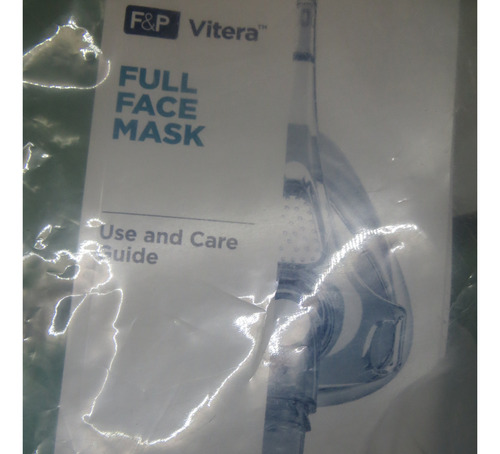 F&P Vitera™
FULL
FACE
MASK
Use and Care
Guide